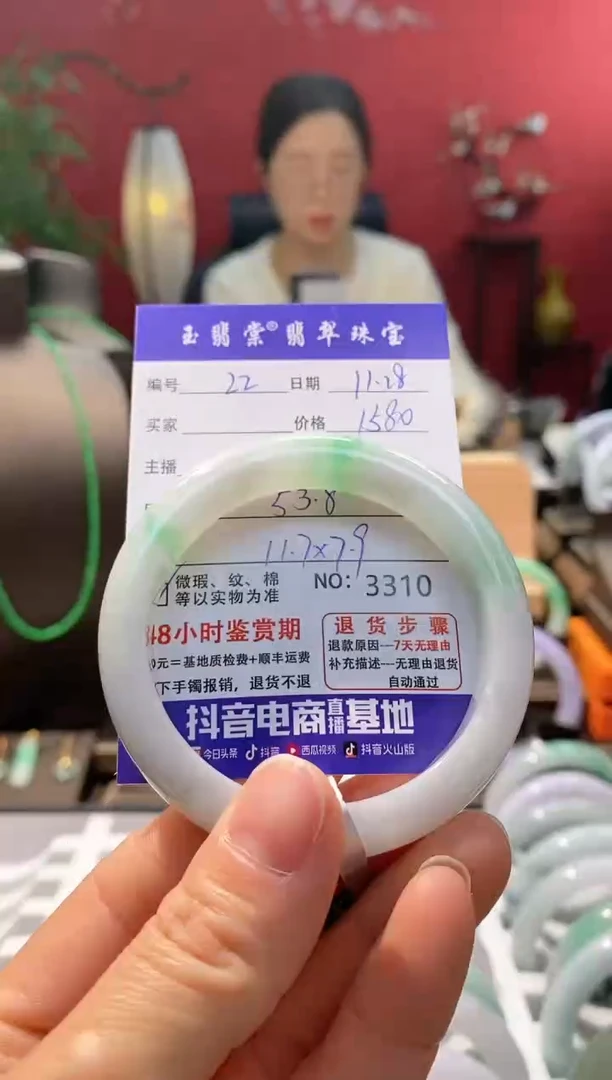 玉翡棠®翡翠珠宝
编号 22 日期 11.28
买家 价格 1580
主播
53.8
11.7×7.9
微瑕、纹、棉 NO: 3310
等以实物为准
48小时鉴赏期
0元=基地质检费+顺丰运费
下手镯报销，退货不退
退货步骤
退款原因---7天无理由
补充描述---无理由退货
自动通过
抖音电商直播基地
今日头条 抖音 西瓜视频 抖音火山版